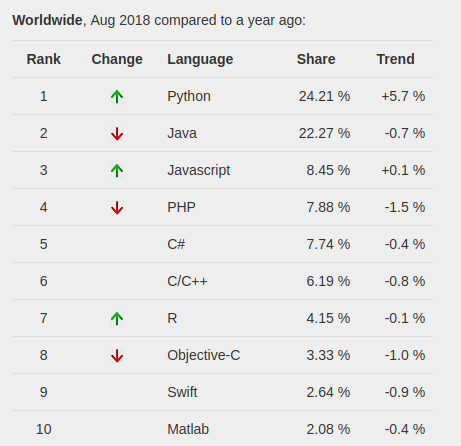 Worldwide, Aug 2018 compared to a year ago:
Rank Change Language Share Trend
1 Python 24.21 % +5.7 %
2 Java 22.27 % -0.7 %
3 Javascript 8.45 % +0.1 %
4 PHP 7.88 % -1.5 %
5 C# 7.74 % -0.4 %
6 C/C++ 6.19 % -0.8 %
7 R 4.15 % -0.1 %
8 Objective-C 3.33 % -1.0 %
9 Swift 2.64 % -0.9 %
10 Matlab 2.08 % -0.4 %